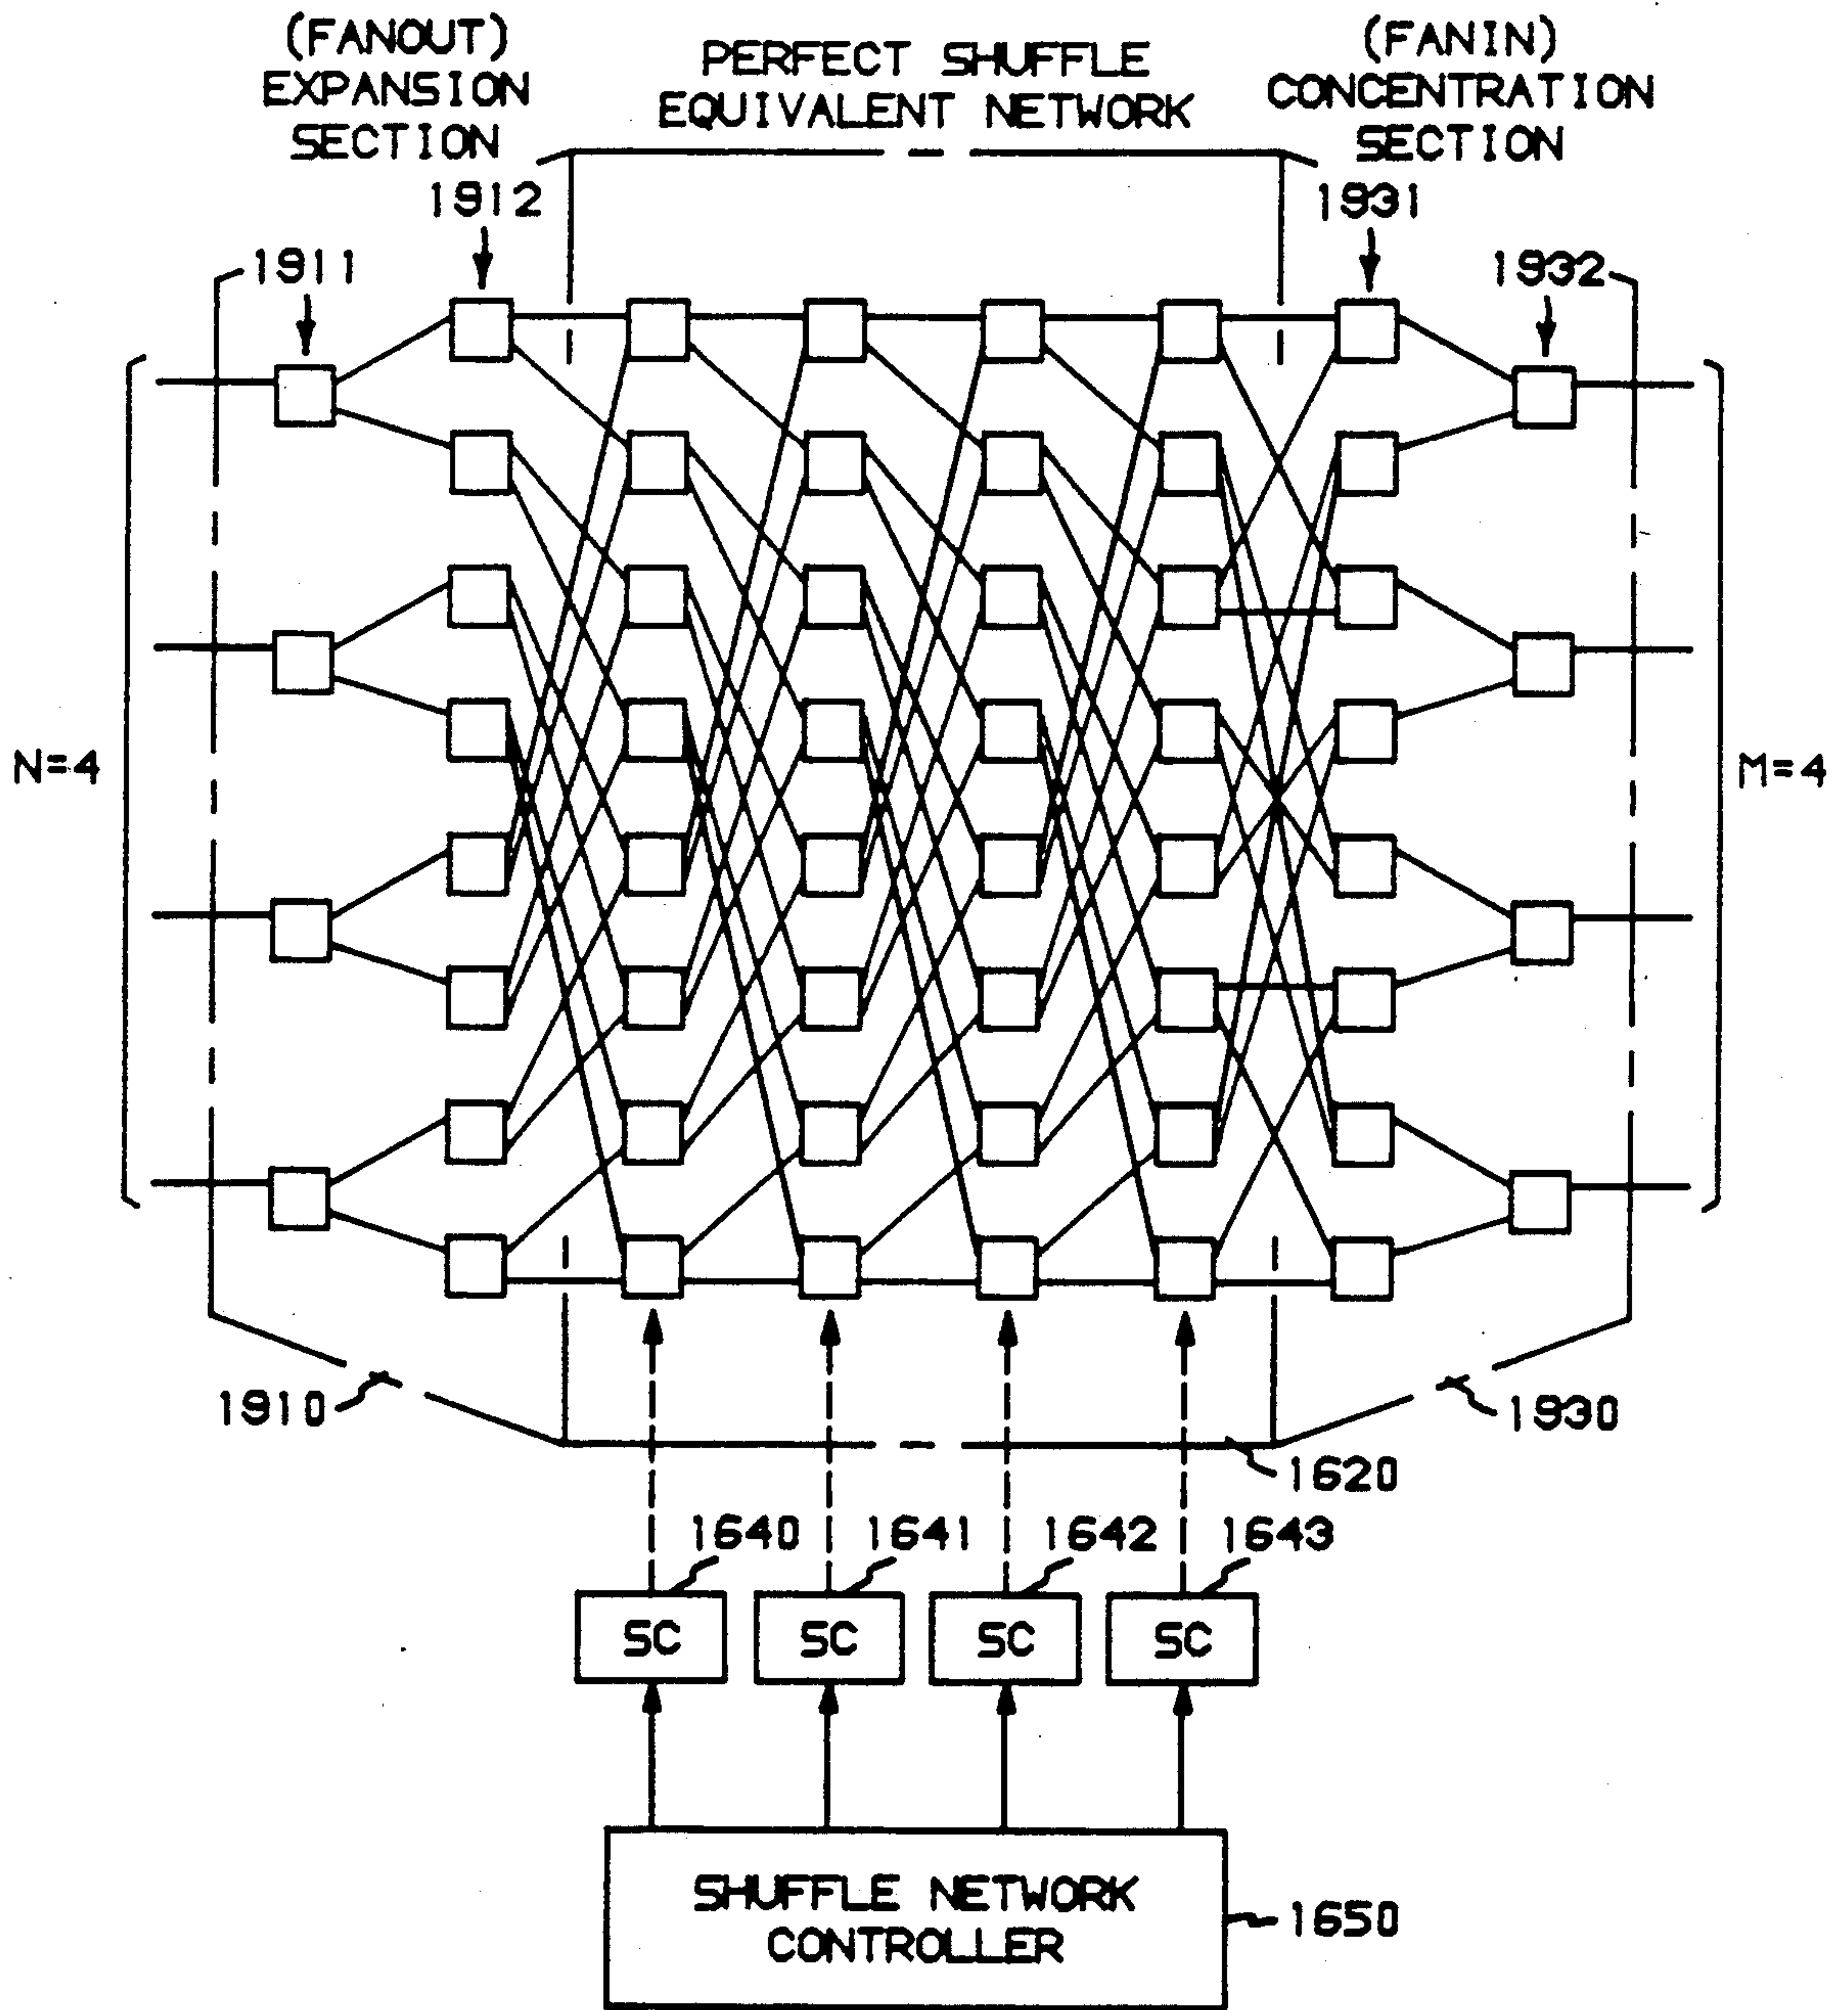 (FANOUT)
EXPANSION
SECTION
PERFECT SHUFFLE
EQUIVALENT NETWORK
(FANIN)
CONCENTRATION
SECTION
1912
1931
1911
1932
N=4
M=4
1910
1930
1620
1640
1641
1642
1643
SC
SC
SC
SC
SHUFFLE NETWORK
CONTROLLER
1650